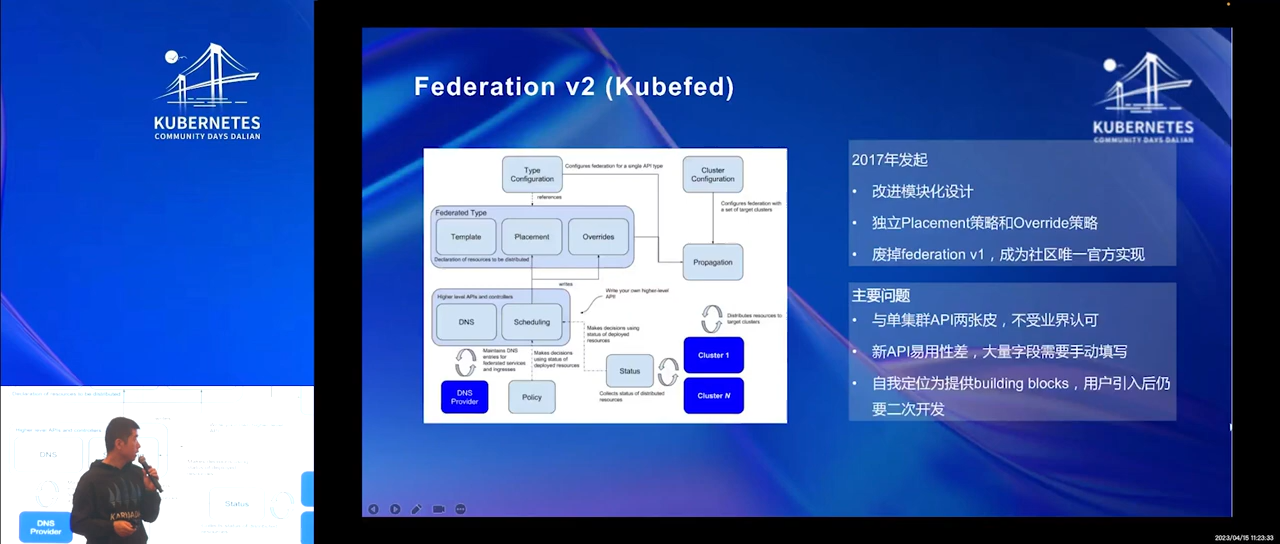 KUBERNETES
COMMUNITY DAYS DALIAN
Federation v2 (Kubefed)
KUBERNETES
COMMUNITY DAYS DALIAN
Type
Configuration
Configures federation for a single API type
Cluster
Configuration
references
Configures federation with
a set of target clusters
Federated Type
Template
Placement
Overrides
Declaration of resources to be distributed
Propagation
writes
Write your own higher-level
API!
Higher level APIs and controllers
DNS
Scheduling
Distributes resources to
target clusters
Makes decisions using
status of deployed
resources
Maintains DNS
entries for
federated services
and ingresses
Makes decisions
using status of
deployed resources
Status
Cluster 1
Collects status of distributed
resources
Cluster N
DNS
Provider
Policy
2017年发起
• 改进模块化设计
• 独立Placement策略和Override策略
• 废掉federation v1，成为社区唯一官方实现
主要问题
• 与单集群API两张皮，不受业界认可
• 新API易用性差，大量字段需要手动填写
• 自我定位为提供building blocks，用户引入后仍
要二次开发
DNS
Status
DNS
Provider
2023/04/15 11:23:33